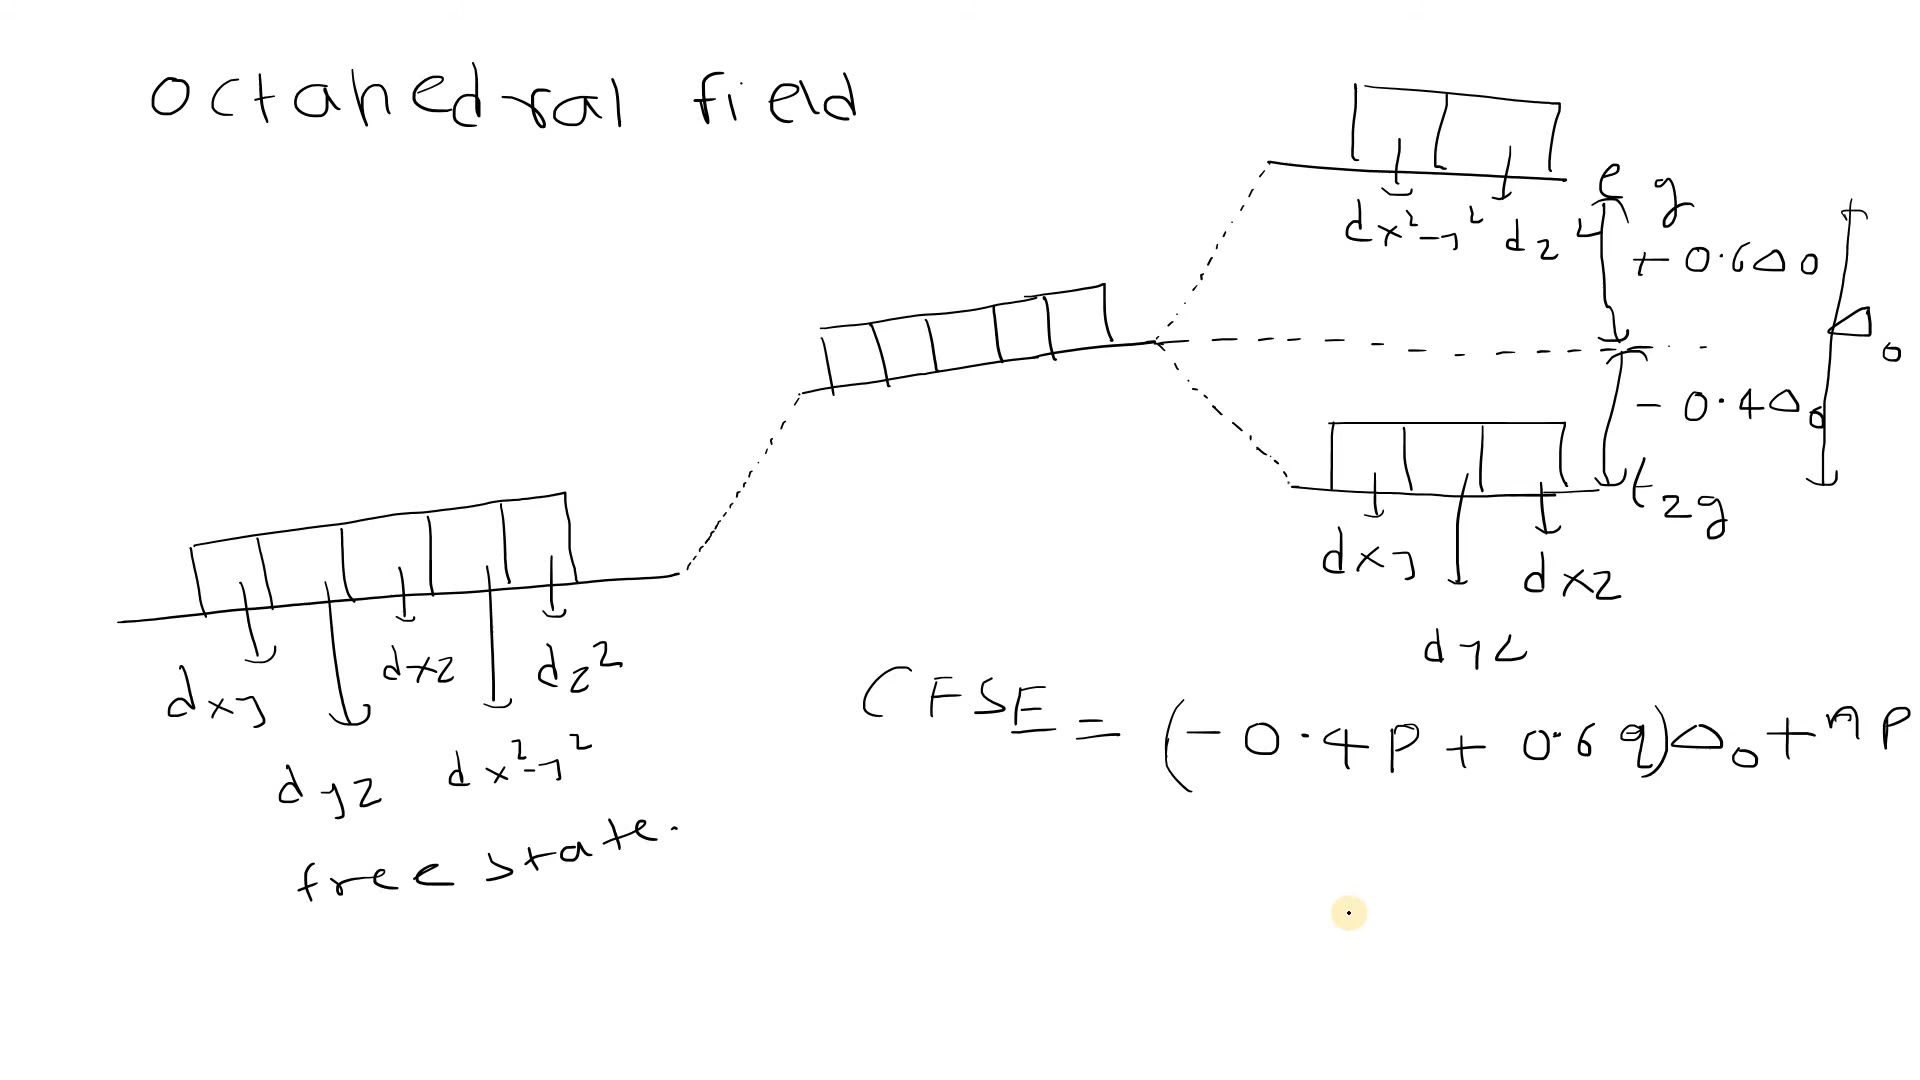 octahedral field
eg
dx²-y² dz²
+ 0.6Δo
Δo
- 0.4Δo
t2g
dxy dxz
dyz
dxy dxz dz²
dyz dx²-y²
free state.
CFSE = (- 0.4p + 0.6q)Δo + nP